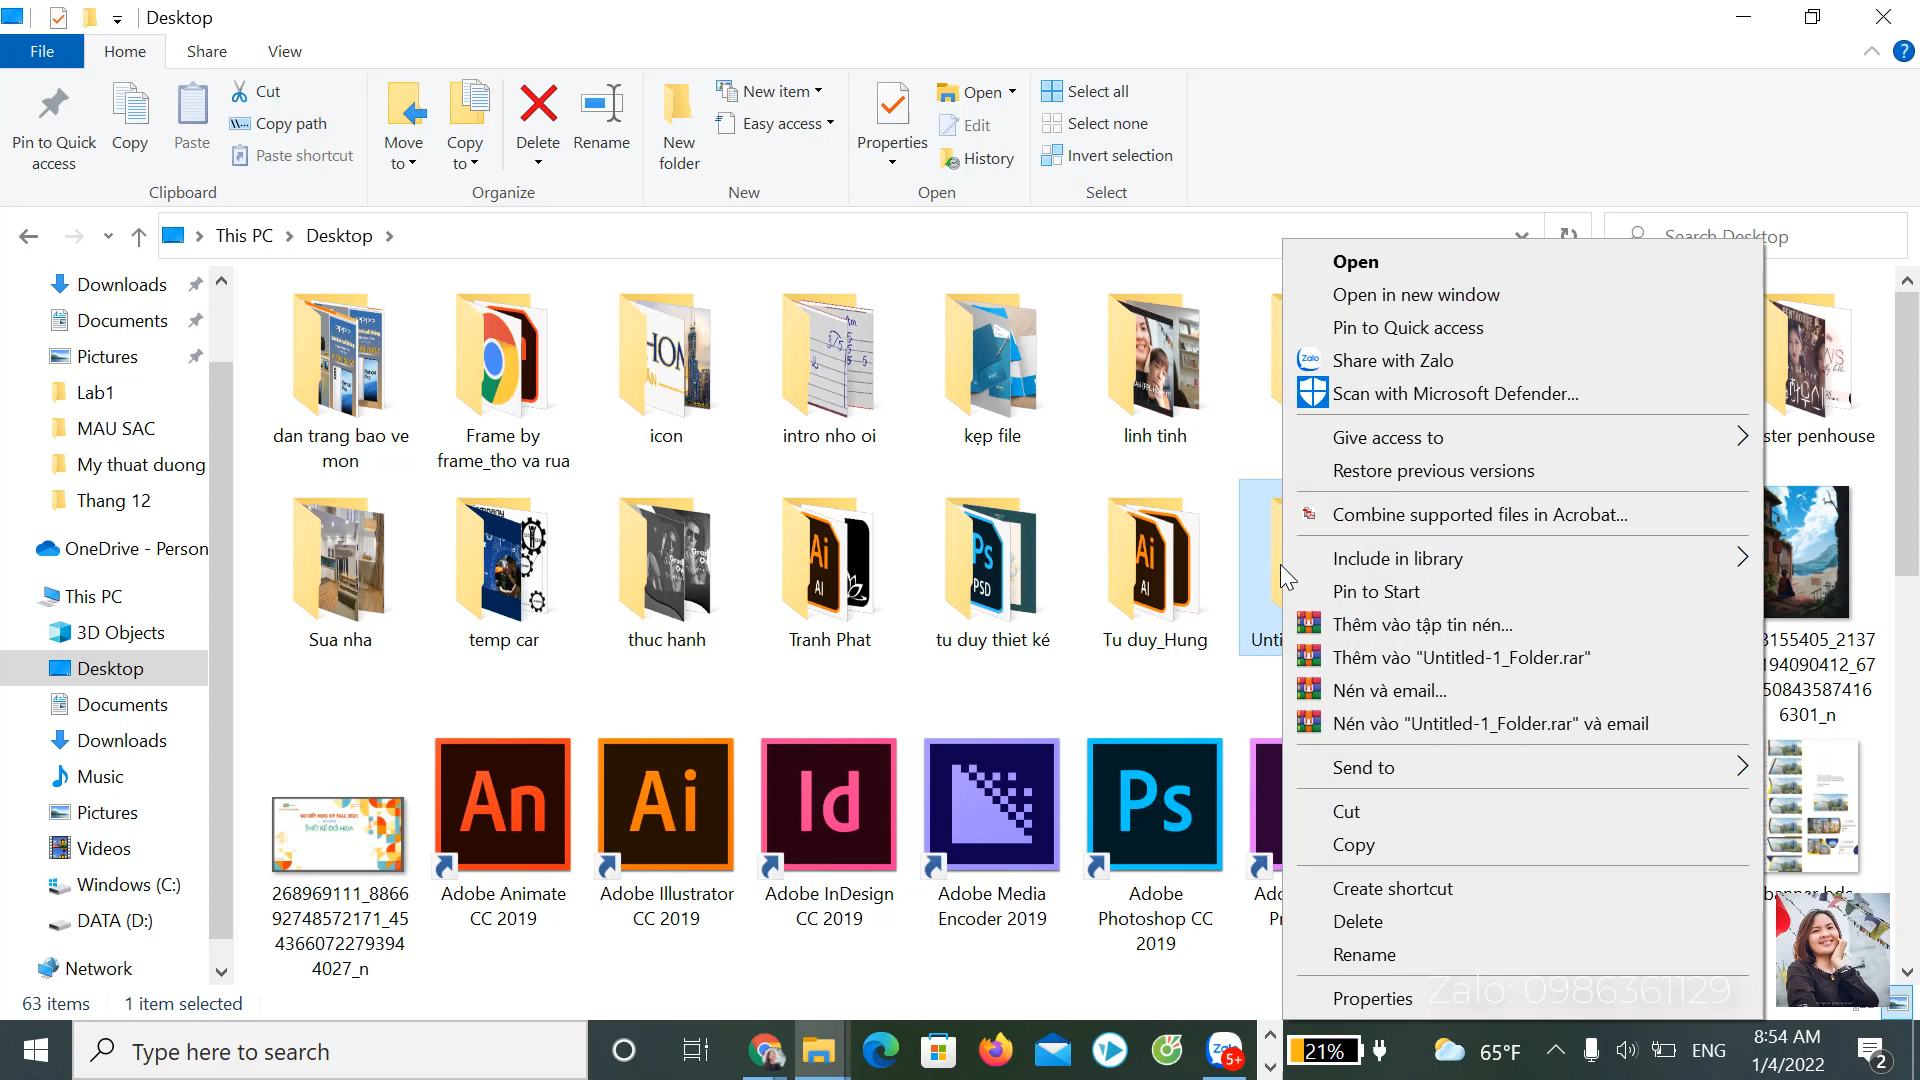 Desktop
File
Home
Share
View
Pin to Quick access
Copy
Paste
Cut
Copy path
Paste shortcut
Clipboard
Move to
Copy to
Delete
Rename
Organize
New folder
New item
Easy access
New
Properties
Open
Edit
History
Open
Select all
Select none
Invert selection
Select
This PC
Desktop
Search Desktop
Downloads
Documents
Pictures
Lab1
MAU SAC
My thuat duong
Thang 12
OneDrive - Person
This PC
3D Objects
Desktop
Documents
Downloads
Music
Pictures
Videos
Windows (C:)
DATA (D:)
Network
dan trang bao ve
mon
Frame by
frame_tho va rua
icon
intro nho oi
kẹp file
linh tinh
ster penhouse
Sua nha
temp car
thuc hanh
Tranh Phat
tu duy thiet ké
Tu duy_Hung
Unti
3155405_2137
194090412_67
50843587416
6301_n
268969111_8866
92748572171_45
4366072279394
4027_n
An
Adobe Animate
CC 2019
Ai
Adobe Illustrator
CC 2019
Id
Adobe InDesign
CC 2019
Adobe Media
Encoder 2019
Ps
Adobe
Photoshop CC
2019
Open
Open in new window
Pin to Quick access
Zalo
Share with Zalo
Scan with Microsoft Defender...
Give access to
Restore previous versions
Combine supported files in Acrobat...
Include in library
Pin to Start
Thêm vào tập tin nén...
Thêm vào "Untitled-1_Folder.rar"
Nén và email...
Nén vào "Untitled-1_Folder.rar" và email
Send to
Cut
Copy
Create shortcut
Delete
Rename
Properties
Zalo: 0986361129
63 items
1 item selected
Type here to search
5+
21%
65°F
ENG
8:54 AM
1/4/2022
2